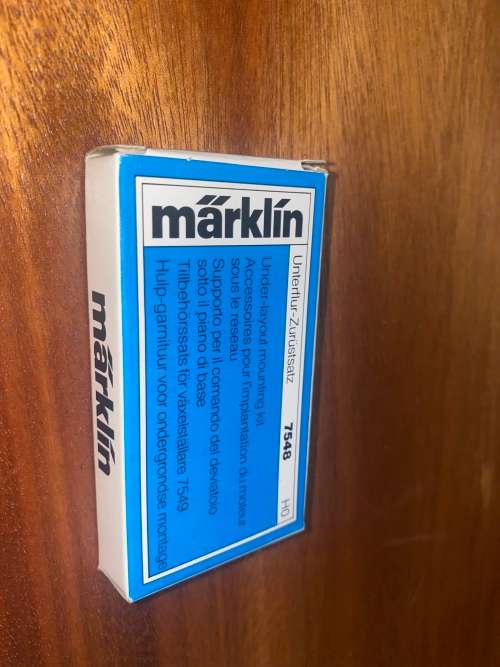 märklin
Unterflur-Zurüstsatz 7548 H0
Under-layout mounting kit
Accessoires pour l'implantation du moteur
sous le reseau
Supporto per il comando del deviatoio
sotto il piano di base
Tillbehörssats för växelställare 7549
Hulp-garnituur voor ondergrondse montage
märklin